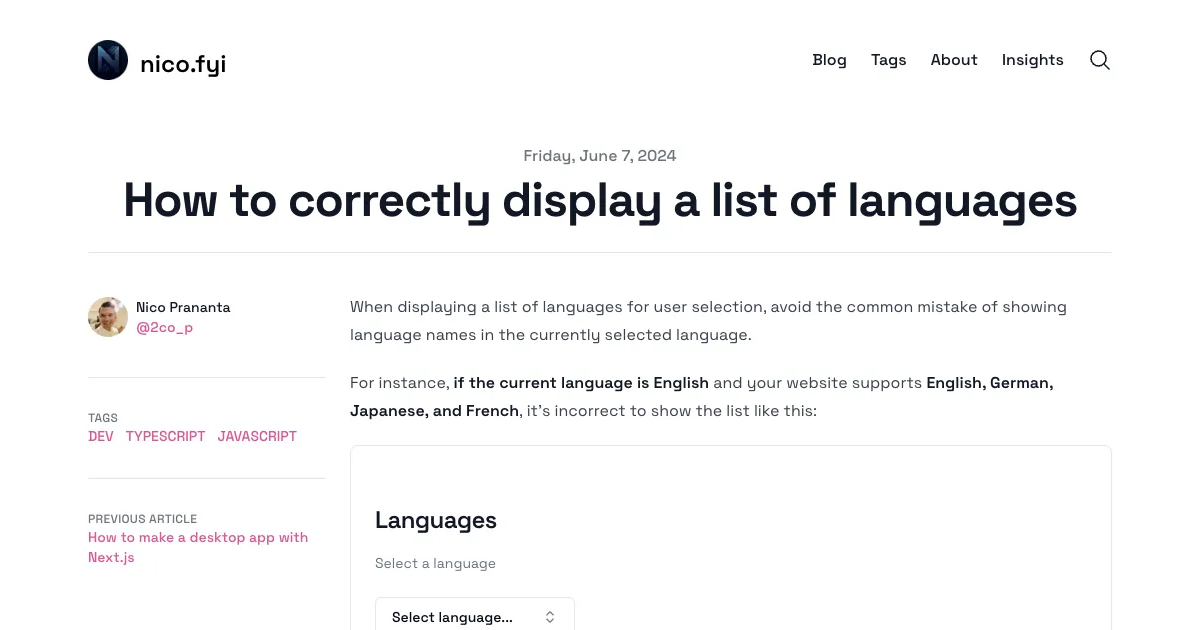 nico.fyi
Blog Tags About Insights
Friday, June 7, 2024
How to correctly display a list of languages
Nico Prananta
@2co_p
TAGS
DEV TYPESCRIPT JAVASCRIPT
PREVIOUS ARTICLE
How to make a desktop app with
Next.js
When displaying a list of languages for user selection, avoid the common mistake of showing
language names in the currently selected language.
For instance, if the current language is English and your website supports English, German,
Japanese, and French, it's incorrect to show the list like this:
Languages
Select a language
Select language...